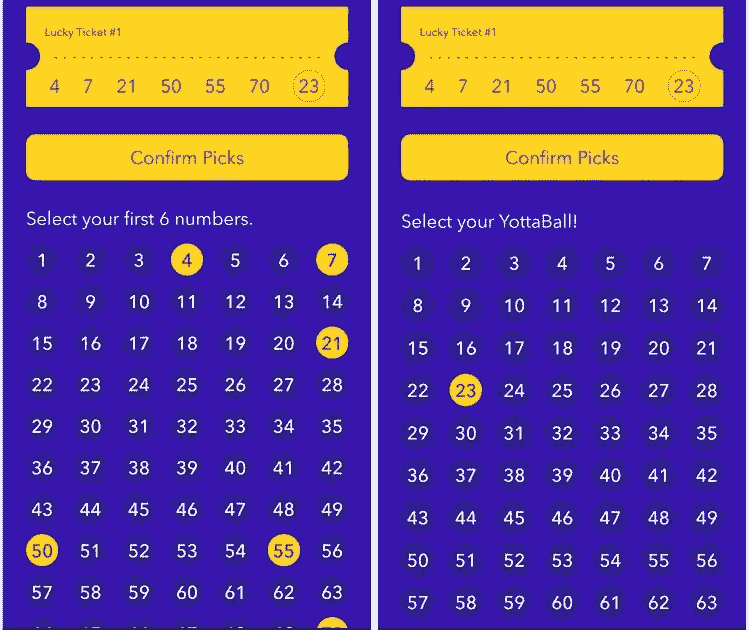 Lucky Ticket #1
4 7 21 50 55 70 23
Confirm Picks
Select your first 6 numbers.
1 2 3 4 5 6 7
8 9 10 11 12 13 14
15 16 17 18 19 20 21
22 23 24 25 26 27 28
29 30 31 32 33 34 35
36 37 38 39 40 41 42
43 44 45 46 47 48 49
50 51 52 53 54 55 56
57 58 59 60 61 62 63
Lucky Ticket #1
4 7 21 50 55 70 23
Confirm Picks
Select your YottaBall!
1 2 3 4 5 6 7
8 9 10 11 12 13 14
15 16 17 18 19 20 21
22 23 24 25 26 27 28
29 30 31 32 33 34 35
36 37 38 39 40 41 42
43 44 45 46 47 48 49
50 51 52 53 54 55 56
57 58 59 60 61 62 63